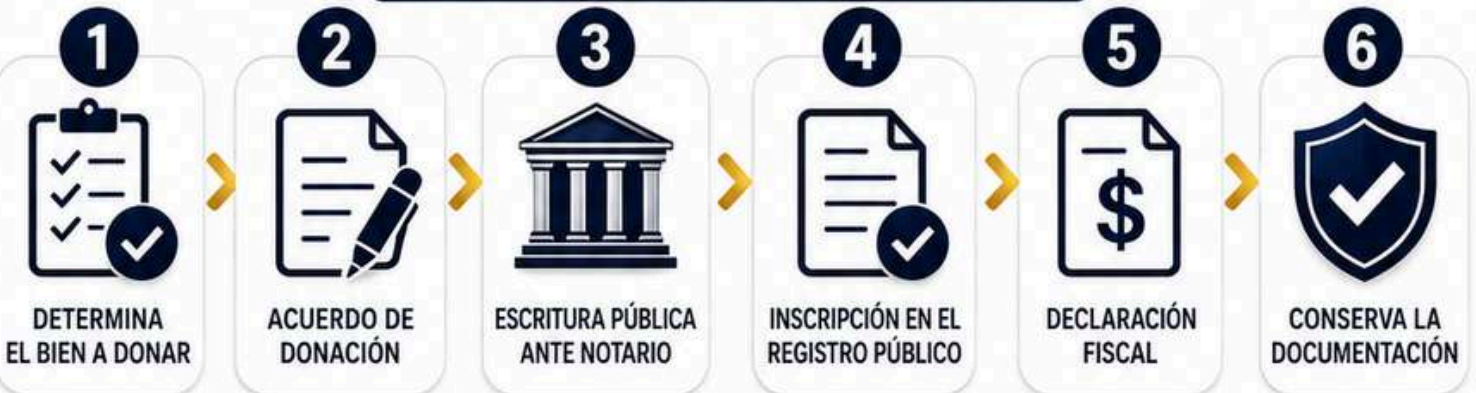 1
DETERMINA
EL BIEN A DONAR
2
ACUERDO DE
DONACIÓN
3
ESCRITURA PÚBLICA
ANTE NOTARIO
4
INSCRIPCIÓN EN EL
REGISTRO PÚBLICO
5
$
DECLARACIÓN
FISCAL
6
CONSERVA LA
DOCUMENTACIÓN